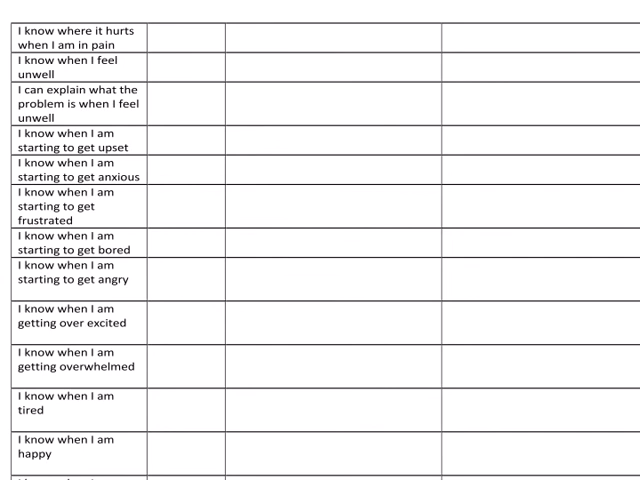 I know where it hurts
when I am in pain
I know when I feel
unwell
I can explain what the
problem is when I feel
unwell
I know when I am
starting to get upset
I know when I am
starting to get anxious
I know when I am
starting to get
frustrated
I know when I am
starting to get bored
I know when I am
starting to get angry
I know when I am
getting over excited
I know when I am
getting overwhelmed
I know when I am
tired
I know when I am
happy